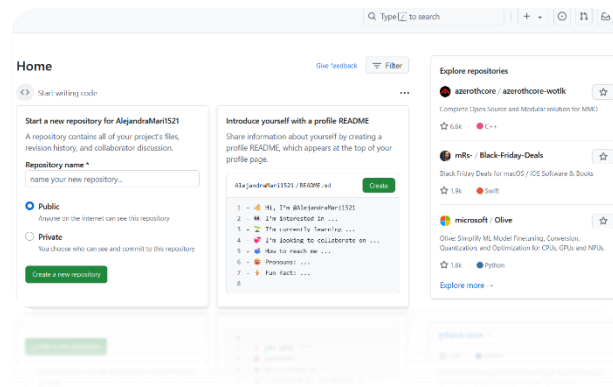 Type / to search
Home
Give feedback
Filter
Start writing code
Start a new repository for AlejandraMari1521
A repository contains all of your project's files,
revision history, and collaborator discussion.
Repository name *
name your new repository...
Public
Anyone on the internet can see this repository
Private
You choose who can see and commit to this repository
Create a new repository
Introduce yourself with a profile README
Share information about yourself by creating a
profile README, which appears at the top of your
profile page.
AlejandraMari1521 / README.md
Create
1 - 👋 Hi, I'm @AlejandraMari1521
2 - 👀 I'm interested in ...
3 - 🌱 I'm currently learning ...
4 - 💞️ I'm looking to collaborate on ...
5 - 📫 How to reach me ...
6 - 😄 Pronouns: ...
7 - ⚡ Fun fact: ...
8
Explore repositories
azerothcore / azerothcore-wotlk
Complete Open Source and Modular solution for MMO
6.6k C++
mRs- / Black-Friday-Deals
Black Friday Deals for macOS / iOS Software & Books
1.9k Swift
microsoft / Olive
Olive: Simplify ML Model Finetuning, Conversion,
Quantization, and Optimization for CPUs, GPUs and NPUs.
1.6k Python
Explore more →